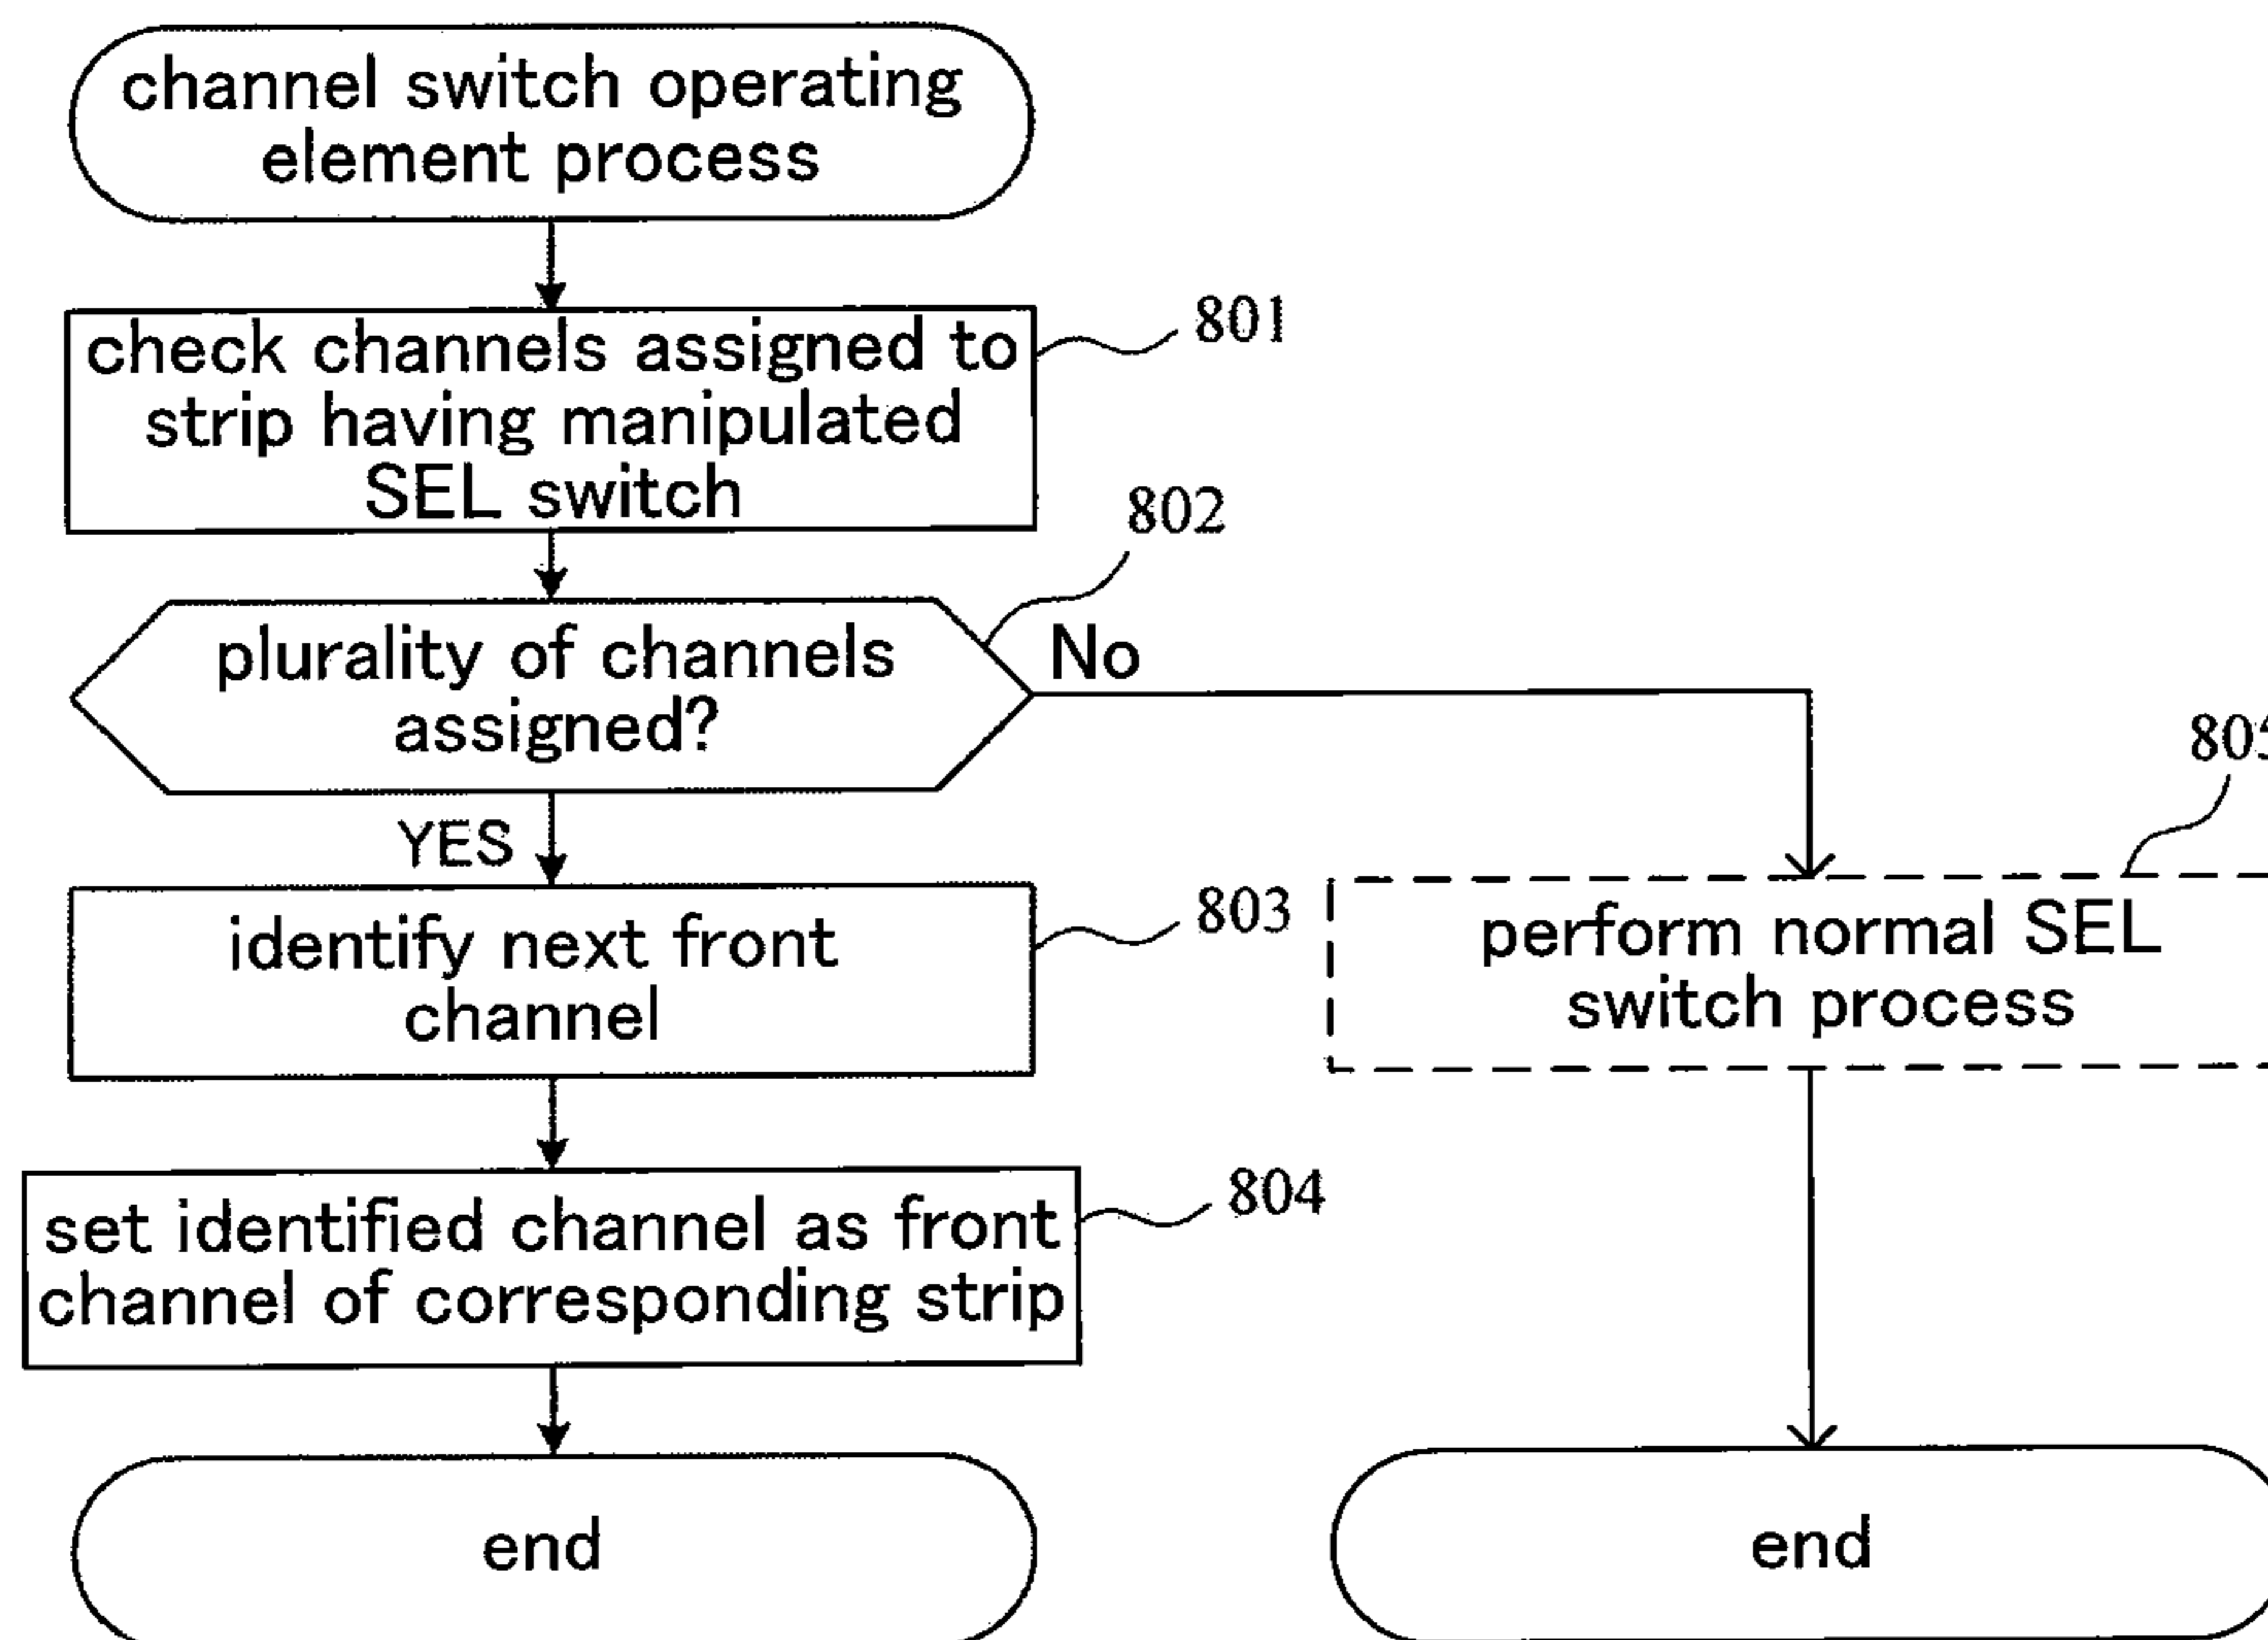 channel switch operating
element process
801
check channels assigned to
strip having manipulated
SEL switch
802
plurality of channels
assigned?
No
YES
803
identify next front
channel
perform normal SEL
switch process
804
set identified channel as front
channel of corresponding strip
end
end